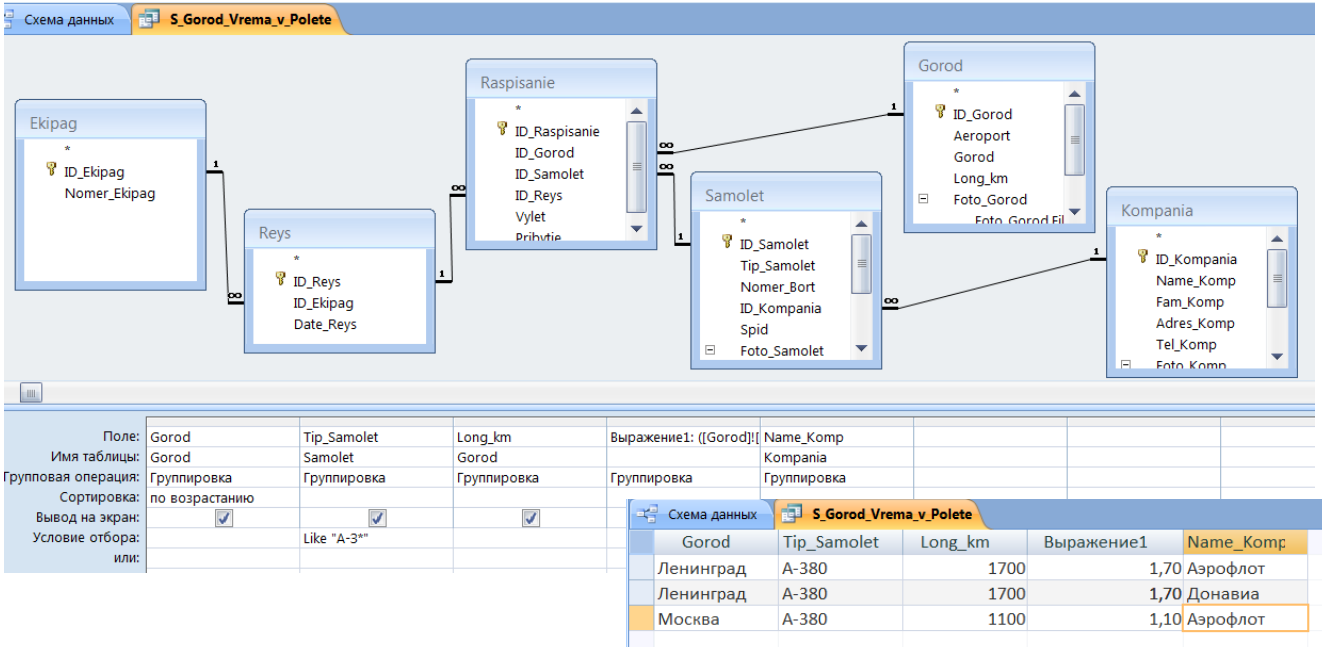 Схема данных S_Gorod_Vrema_v_Polete
Ekipag
*
ID_Ekipag
Nomer_Ekipag
1
∞
Reys
*
ID_Reys
ID_Ekipag
Date_Reys
1
∞
Raspisanie
*
ID_Raspisanie
ID_Gorod
ID_Samolet
ID_Reys
Vylet
Pribytie
∞
∞
1
1
Samolet
*
ID_Samolet
Tip_Samolet
Nomer_Bort
ID_Kompania
Spid
Foto_Samolet
∞
1
Gorod
*
ID_Gorod
Aeroport
Gorod
Long_km
Foto_Gorod
Foto_Gorod.Fil
Kompania
*
ID_Kompania
Name_Komp
Fam_Komp
Adres_Komp
Tel_Komp
Foto_Komp
Поле: Gorod Tip_Samolet Long_km Выражение1: ([Gorod]![ Name_Komp
Имя таблицы: Gorod Samolet Gorod Kompania
Групповая операция: Группировка Группировка Группировка Группировка Группировка
Сортировка: по возрастанию
Вывод на экран:
Условие отбора: Like "A-3*"
или:
Схема данных S_Gorod_Vrema_v_Polete
Gorod Tip_Samolet Long_km Выражение1 Name_Komp
Ленинград А-380 1700 1,70 Аэрофлот
Ленинград А-380 1700 1,70 Донавиа
Москва А-380 1100 1,10 Аэрофлот